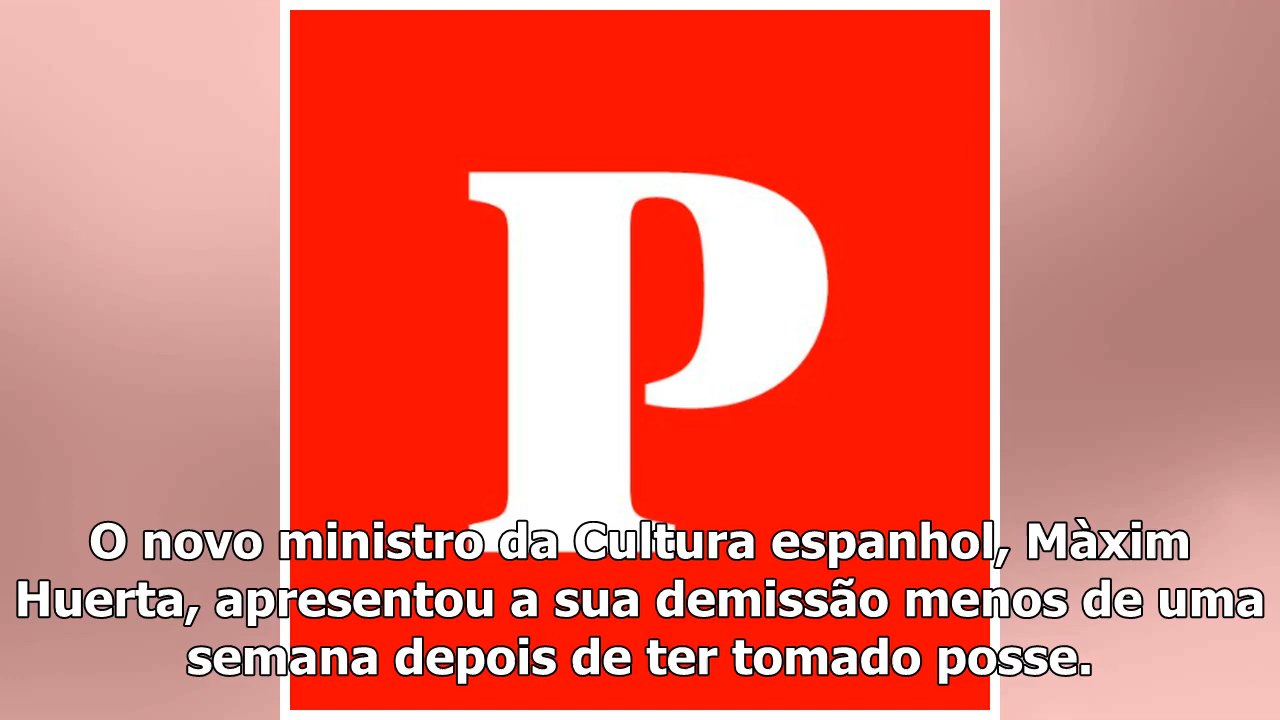 P
O novo ministro da Cultura espanhol, Màxim
Huerta, apresentou a sua demissão menos de uma
semana depois de ter tomado posse.